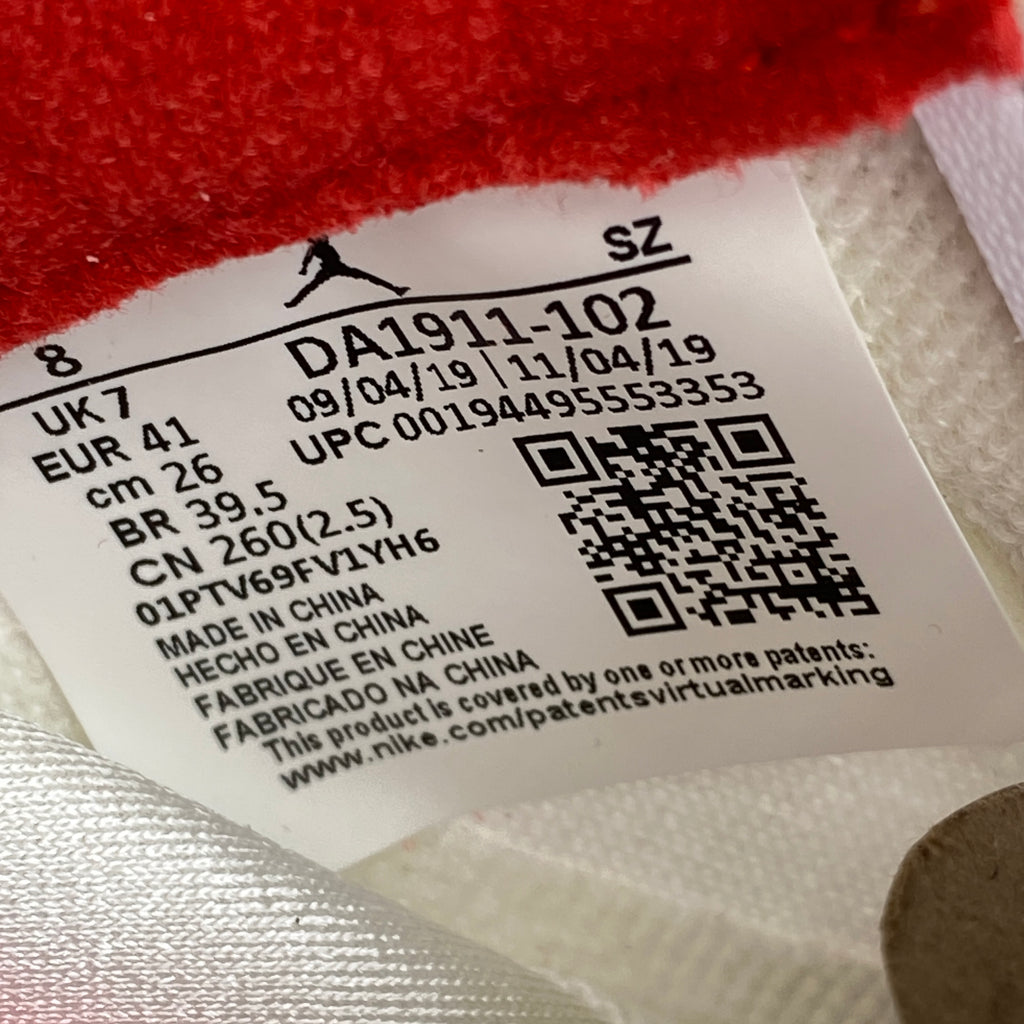 SZ
8
DA1911-102
UK 7
09/04/19 | 11/04/19
EUR 41
UPC 00194495553353
cm 26
BR 39.5
CN 260(2.5)
01PTV69FV1YH6
MADE IN CHINA
HECHO EN CHINA
FABRIQUE EN CHINE
FABRICADO NA CHINA
This product is covered by one or more patents:
www.nike.com/patentsvirtualmarking